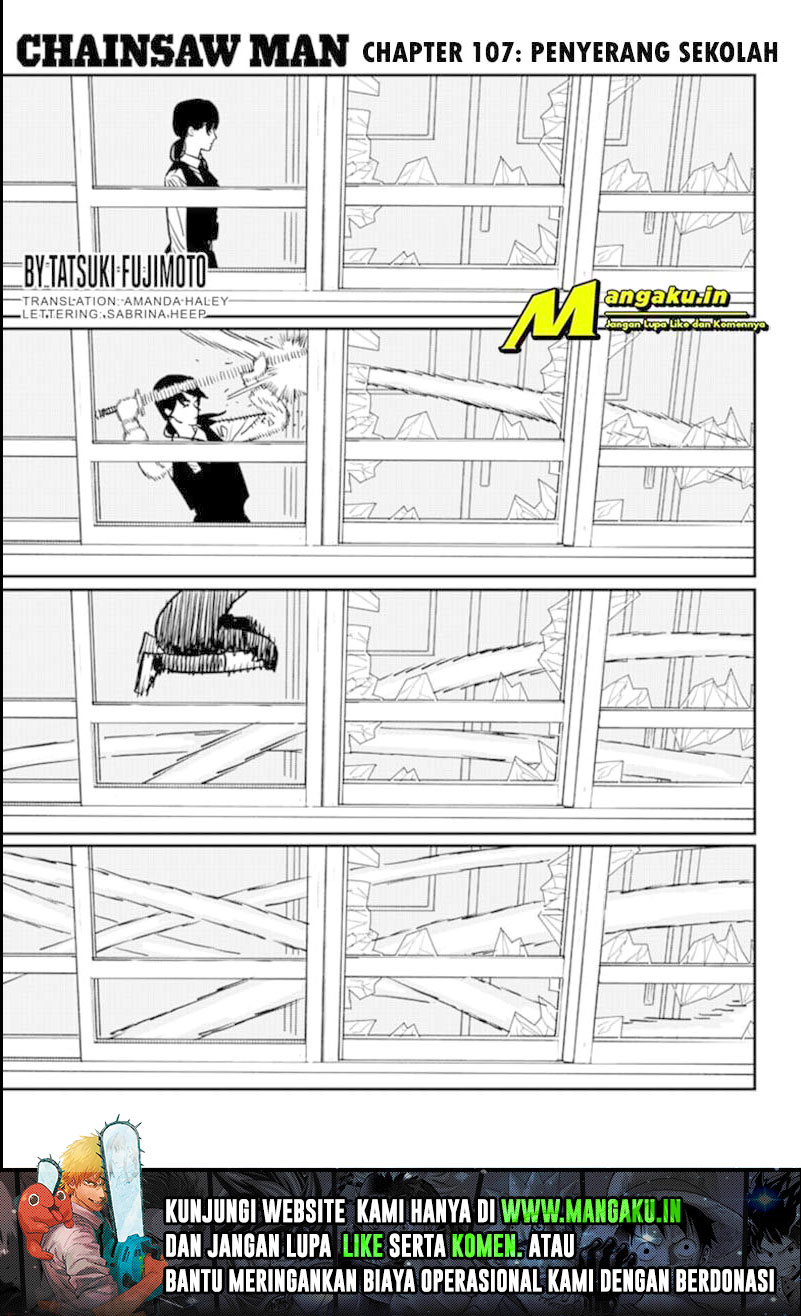 CHAINSAW MAN CHAPTER 107: PENYERANG SEKOLAH
BY TATSUKI FUJIMOTO
TRANSLATION: AMANDA HALEY
LETTERING: SABRINA HEEP
Mangaku.in
Jangan Lupa Like dan Komennya
KUNJUNGI WEBSITE KAMI HANYA DI WWW.MANGAKU.IN
DAN JANGAN LUPA LIKE SERTA KOMEN. ATAU
BANTU MERINGANKAN BIAYA OPERASIONAL KAMI DENGAN BERDONASI